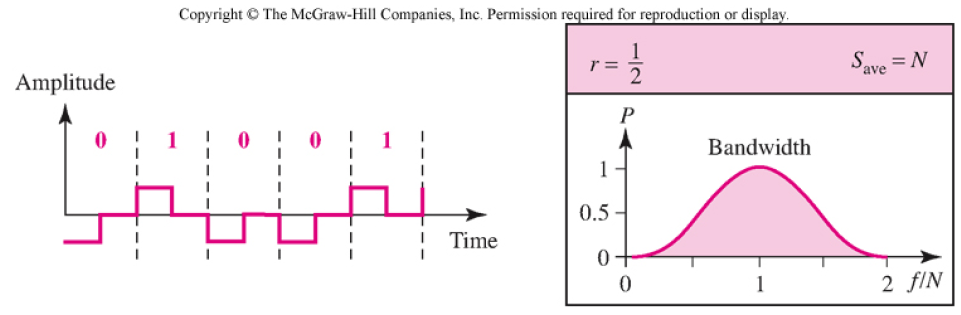 Copyright © The McGraw-Hill Companies, Inc. Permission required for reproduction or display.
Amplitude
0 1 0 0 1
Time
r = 1/2
S_ave = N
P
Bandwidth
1
0.5
0
0 1 2 f/N